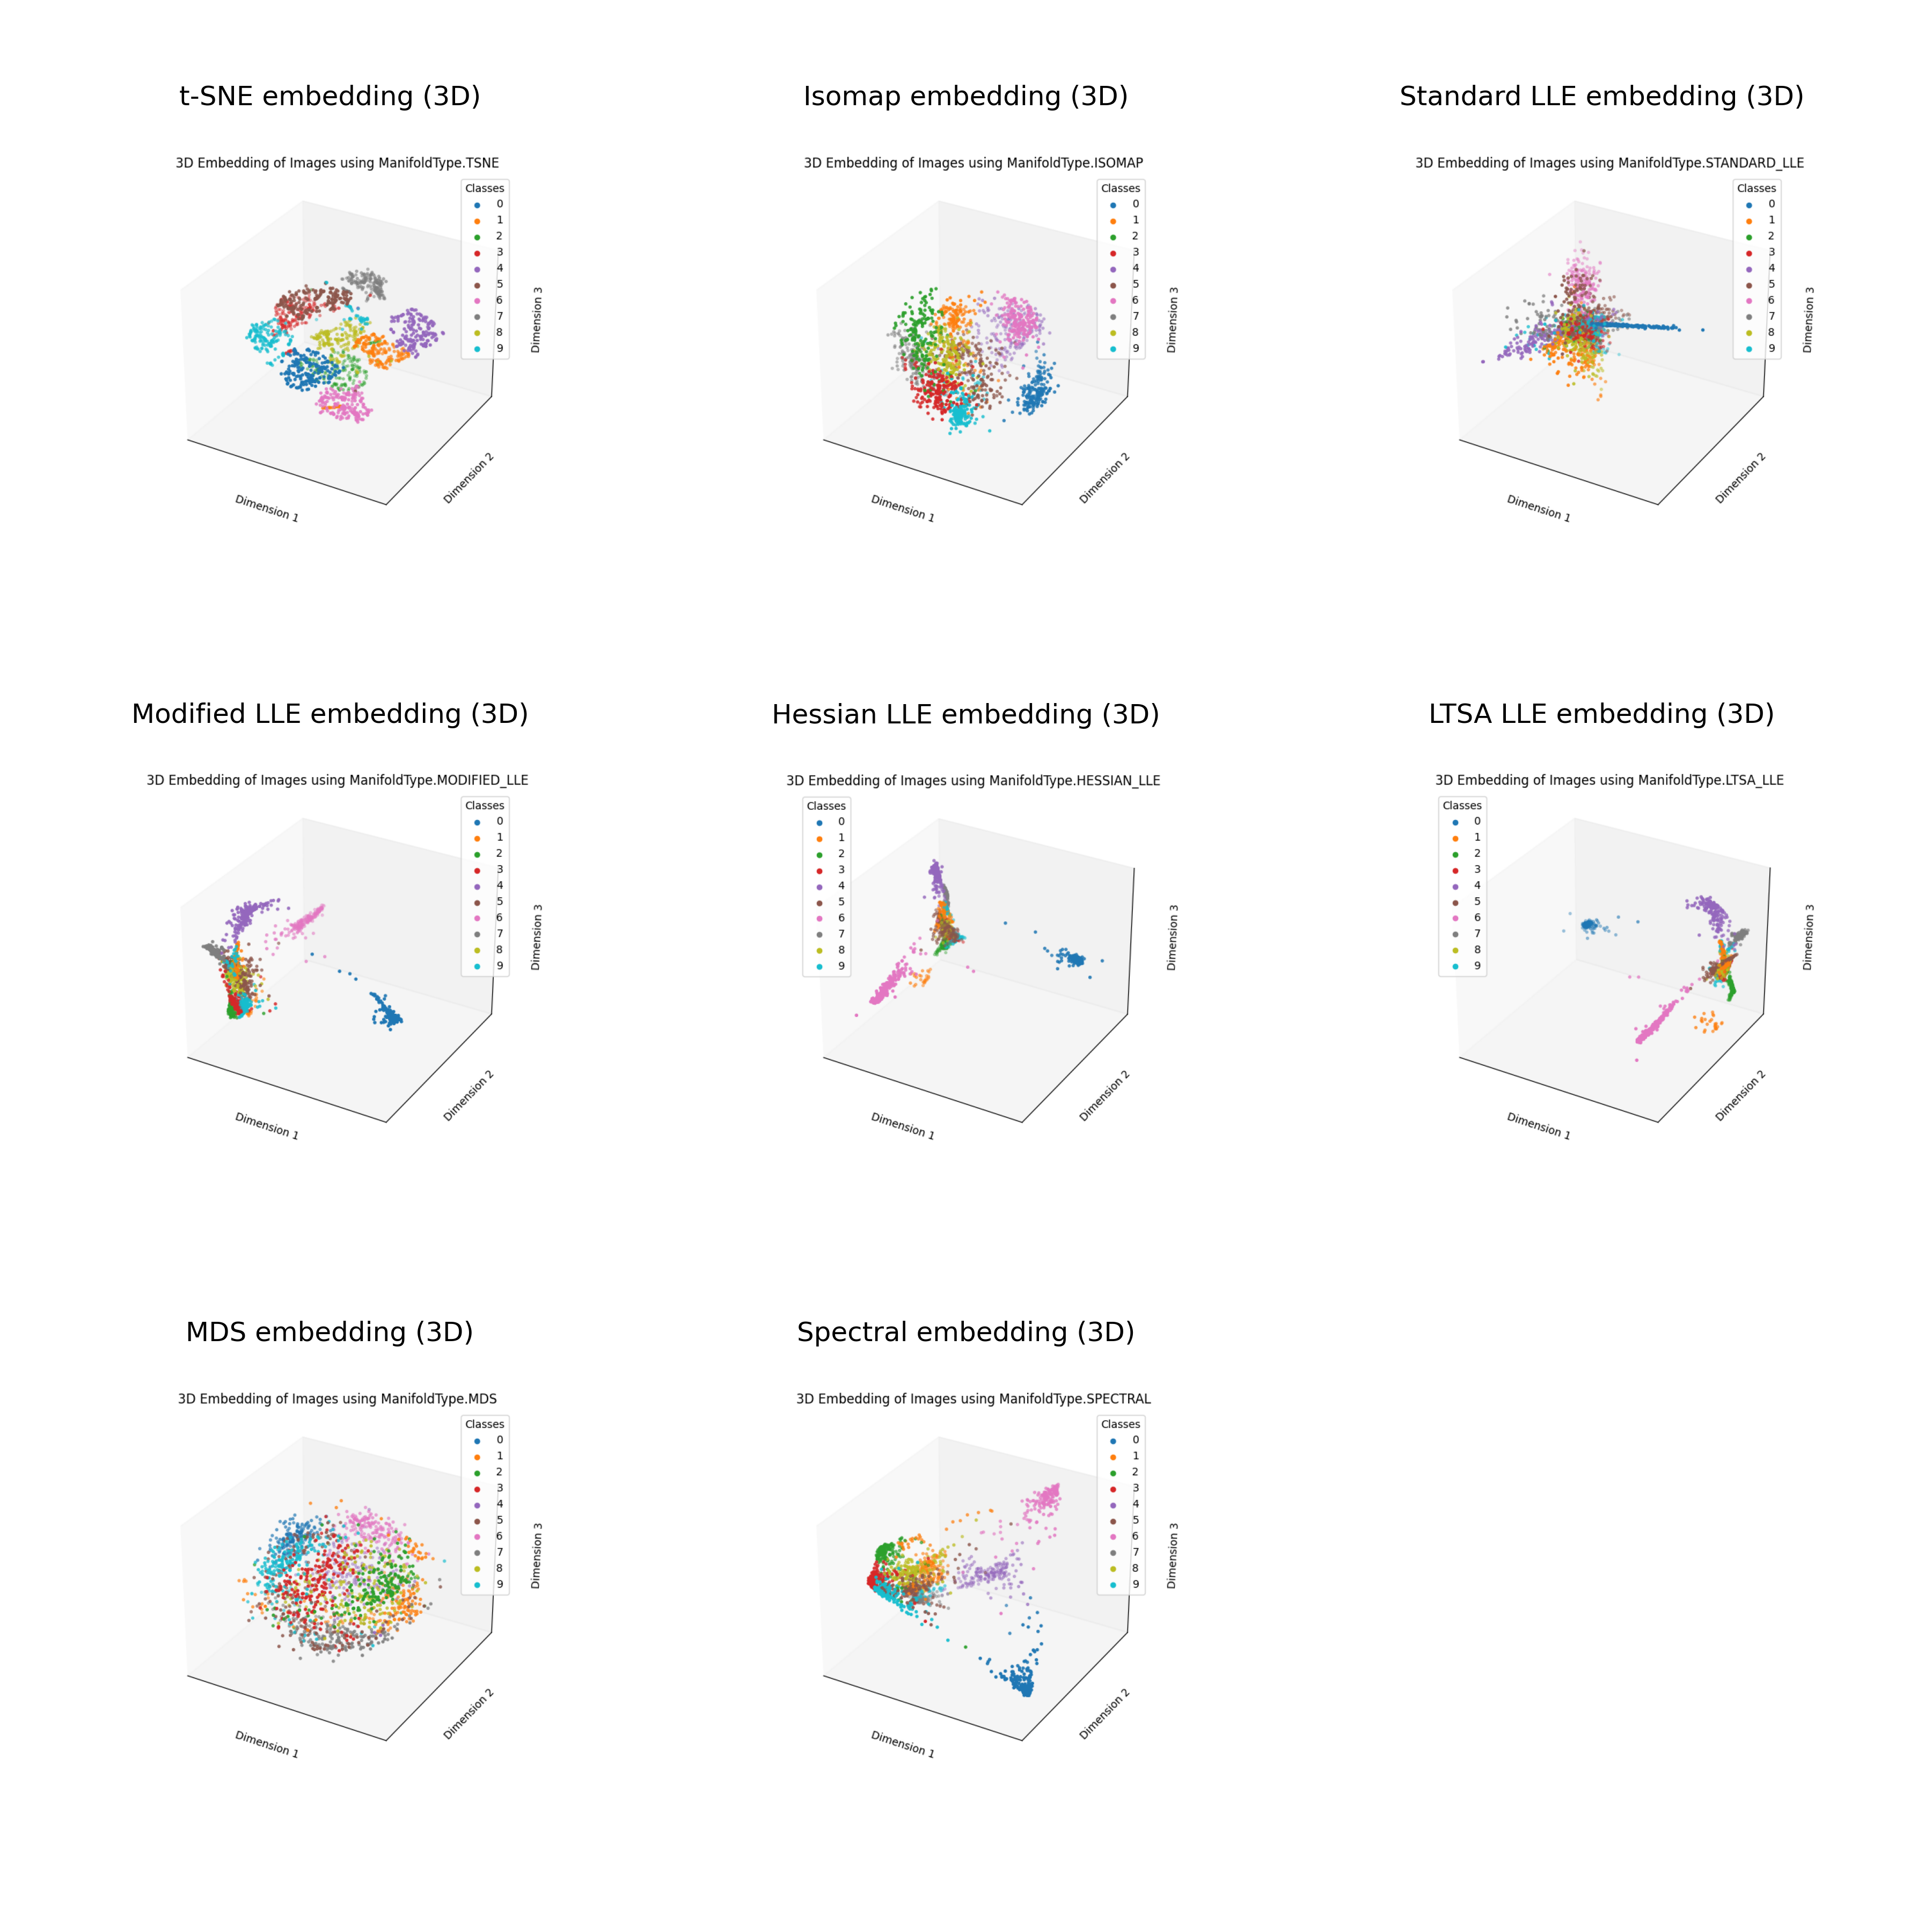 t-SNE embedding (3D)
3D Embedding of Images using ManifoldType.TSNE
Classes
0
1
2
3
4
5
6
7
8
9
Dimension 3
Dimension 2
Dimension 1
Isomap embedding (3D)
3D Embedding of Images using ManifoldType.ISOMAP
Classes
0
1
2
3
4
5
6
7
8
9
Dimension 3
Dimension 2
Dimension 1
Standard LLE embedding (3D)
3D Embedding of Images using ManifoldType.STANDARD_LLE
Classes
0
1
2
3
4
5
6
7
8
9
Dimension 3
Dimension 2
Dimension 1
Modified LLE embedding (3D)
3D Embedding of Images using ManifoldType.MODIFIED_LLE
Classes
0
1
2
3
4
5
6
7
8
9
Dimension 3
Dimension 2
Dimension 1
Hessian LLE embedding (3D)
3D Embedding of Images using ManifoldType.HESSIAN_LLE
Classes
0
1
2
3
4
5
6
7
8
9
Dimension 3
Dimension 2
Dimension 1
LTSA LLE embedding (3D)
3D Embedding of Images using ManifoldType.LTSA_LLE
Classes
0
1
2
3
4
5
6
7
8
9
Dimension 3
Dimension 2
Dimension 1
MDS embedding (3D)
3D Embedding of Images using ManifoldType.MDS
Classes
0
1
2
3
4
5
6
7
8
9
Dimension 3
Dimension 2
Dimension 1
Spectral embedding (3D)
3D Embedding of Images using ManifoldType.SPECTRAL
Classes
0
1
2
3
4
5
6
7
8
9
Dimension 3
Dimension 2
Dimension 1